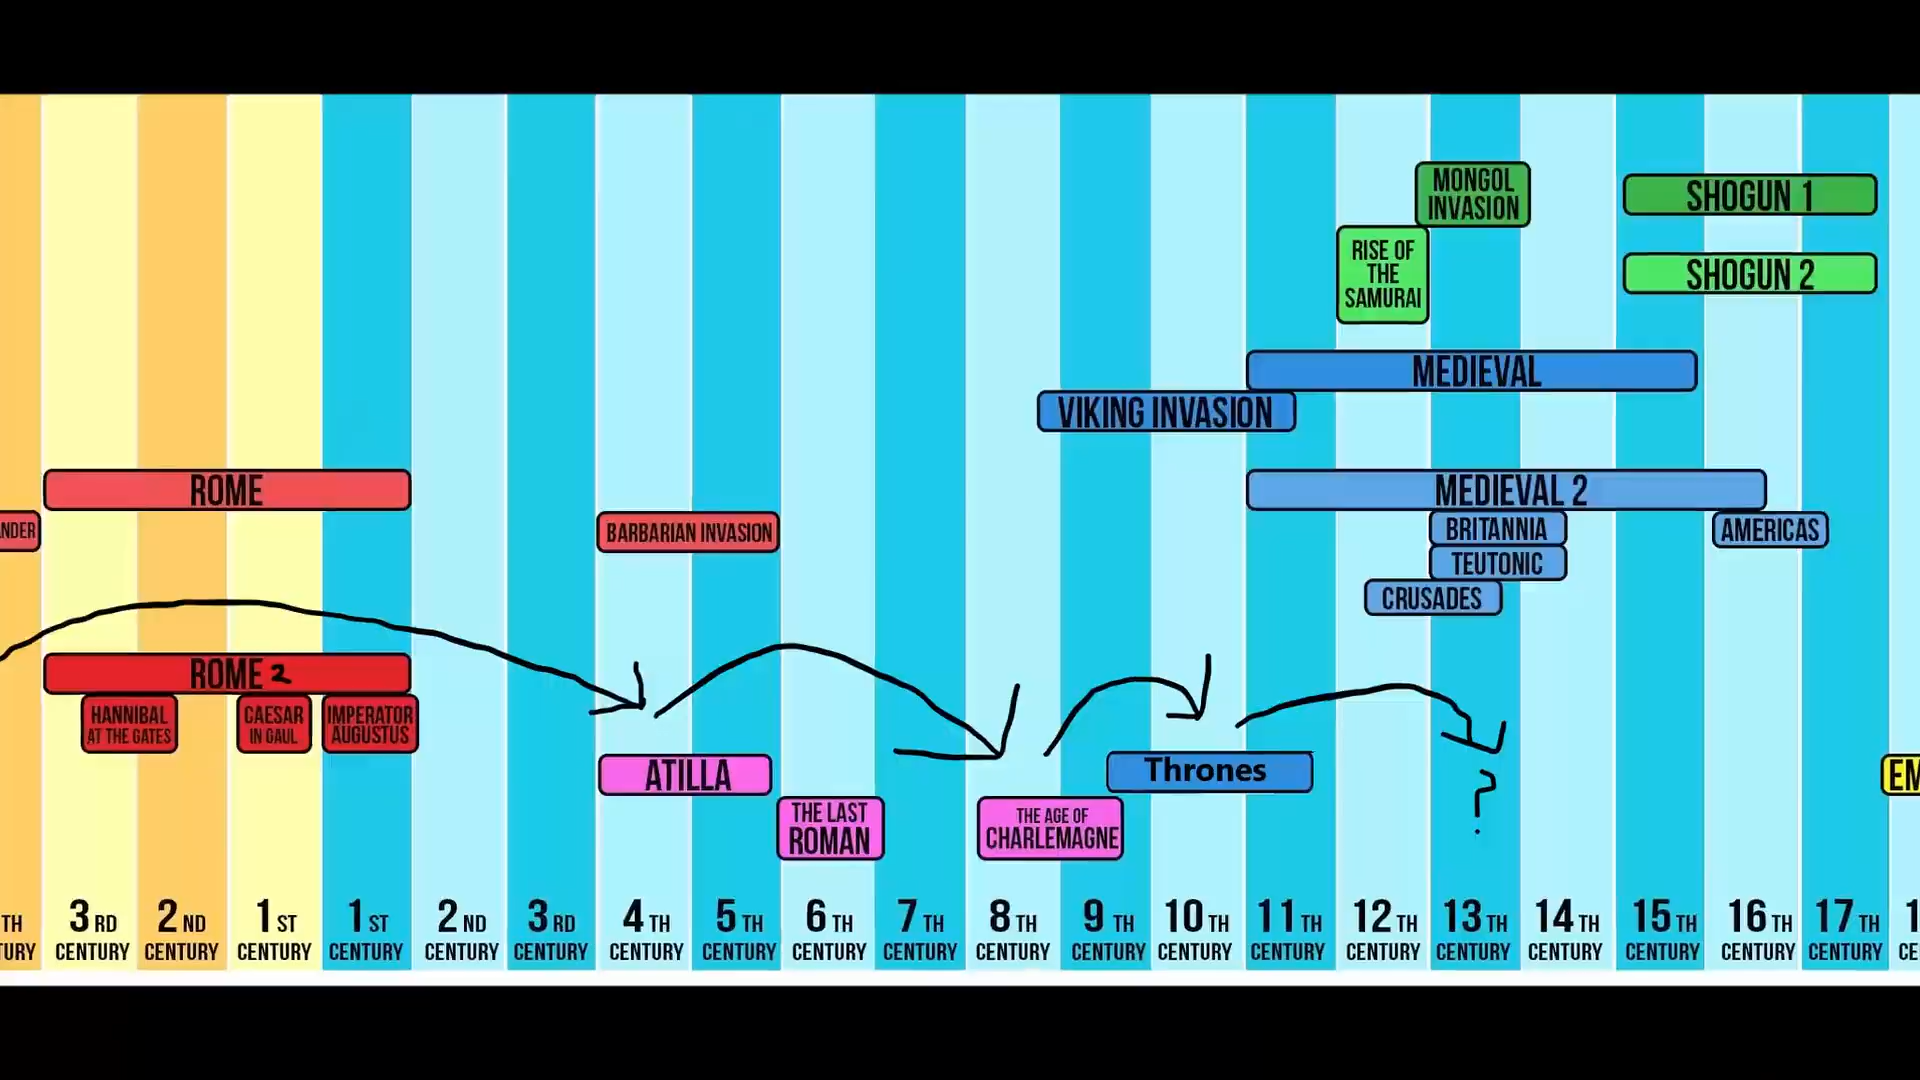 MONGOL
INVASION
SHOGUN 1
RISE OF
THE
SAMURAI
SHOGUN 2
MEDIEVAL
VIKING INVASION
ROME
MEDIEVAL 2
NDER
BARBARIAN INVASION
BRITANNIA
AMERICAS
TEUTONIC
CRUSADES
ROME 2
HANNIBAL
AT THE GATES
CAESAR
IN GAUL
IMPERATOR
AUGUSTUS
ATILLA
Thrones
?
EM
THE LAST
ROMAN
THE AGE OF
CHARLEMAGNE
TH 3 RD 2 ND 1 ST 1 ST 2 ND 3 RD 4 TH 5 TH 6 TH 7 TH 8 TH 9 TH 10 TH 11 TH 12 TH 13 TH 14 TH 15 TH 16 TH 17 TH 1
TURY CENTURY CENTURY CENTURY CENTURY CENTURY CENTURY CENTURY CENTURY CENTURY CENTURY CENTURY CENTURY CENTURY CENTURY CENTURY CENTURY CENTURY CENTURY CENTURY CENTURY CE